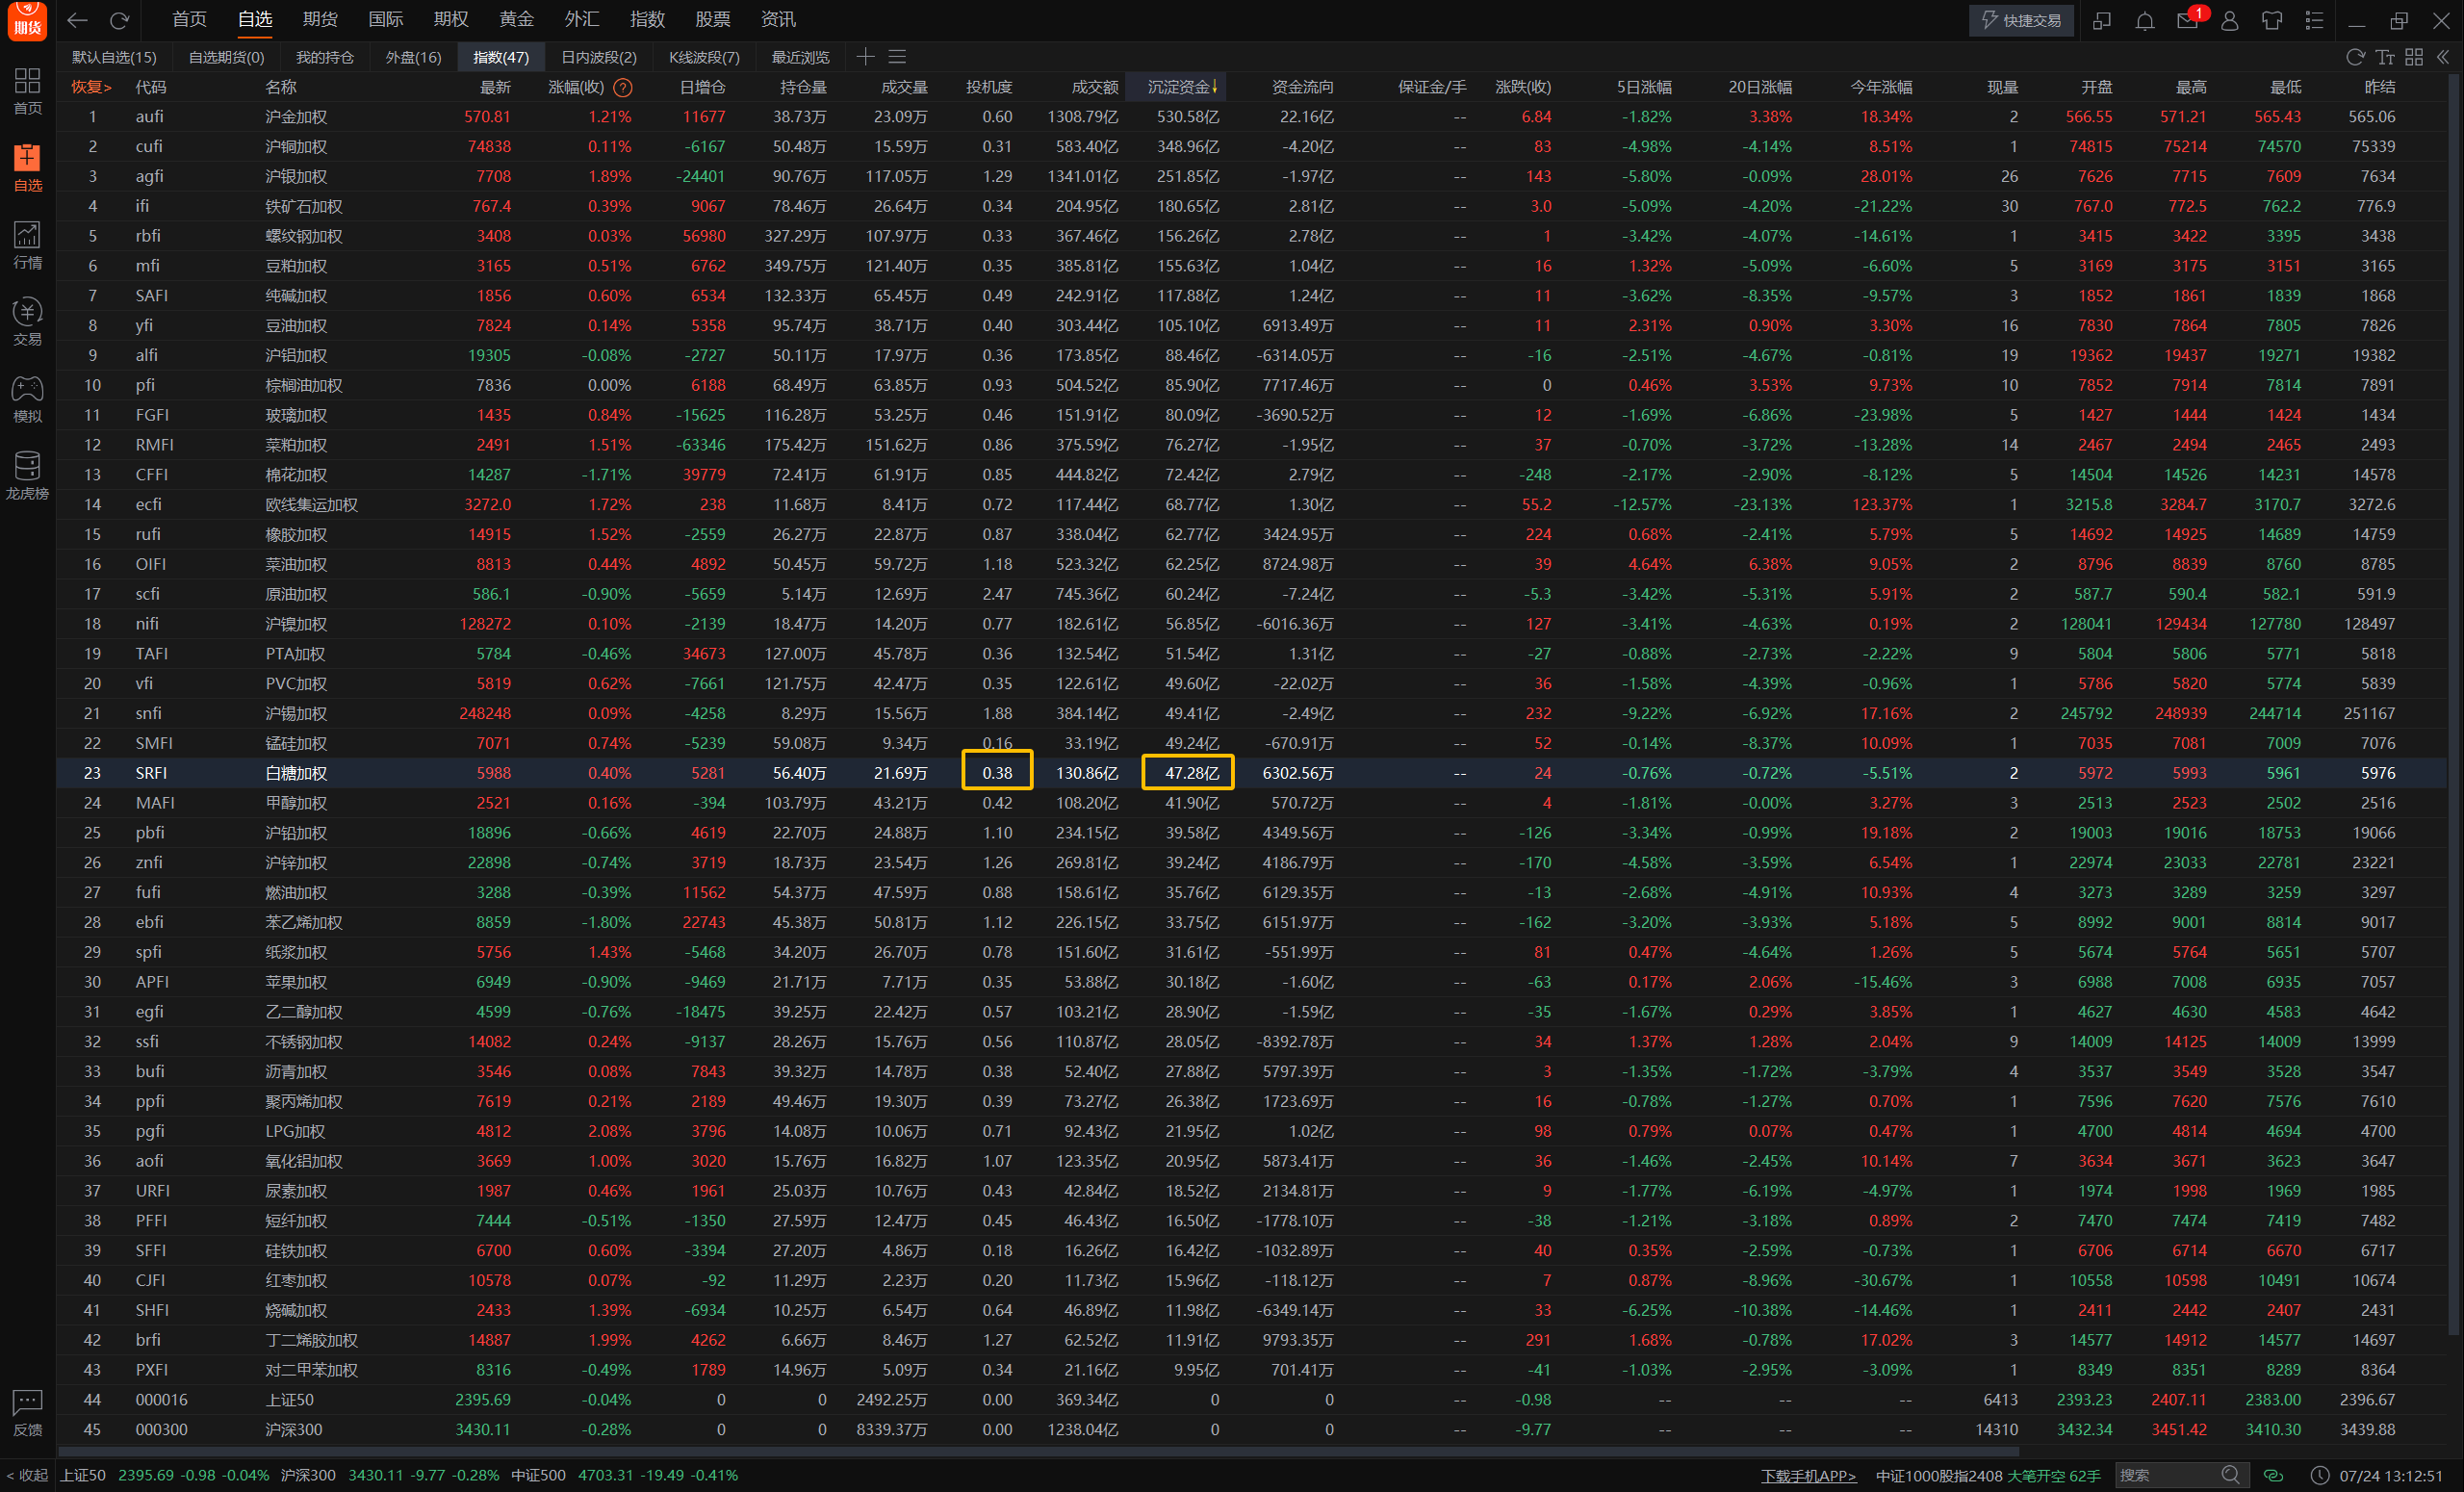 期货 首页 自选 期货 国际 期权 黄金 外汇 指数 股票 资讯 快捷交易 1
默认自选(15) 自选期货(0) 我的持仓 外盘(16) 指数(47) 日内波段(2) K线波段(7) 最近浏览
恢复> 代码 名称 最新 涨幅(收) ? 日增仓 持仓量 成交量 投机度 成交额 沉淀资金↓ 资金流向 保证金/手 涨跌(收) 5日涨幅 20日涨幅 今年涨幅 现量 开盘 最高 最低 昨结
首页
自选
行情
交易
模拟
龙虎榜
反馈
1 aufi 沪金加权 570.81 1.21% 11677 38.73万 23.09万 0.60 1308.79亿 530.58亿 22.16亿 -- 6.84 -1.82% 3.38% 18.34% 2 566.55 571.21 565.43 565.06
2 cufi 沪铜加权 74838 0.11% -6167 50.48万 15.59万 0.31 583.40亿 348.96亿 -4.20亿 -- 83 -4.98% -4.14% 8.51% 1 74815 75214 74570 75339
3 agfi 沪银加权 7708 1.89% -24401 90.76万 117.05万 1.29 1341.01亿 251.85亿 -1.97亿 -- 143 -5.80% -0.09% 28.01% 26 7626 7715 7609 7634
4 ifi 铁矿石加权 767.4 0.39% 9067 78.46万 26.64万 0.34 204.95亿 180.65亿 2.81亿 -- 3.0 -5.09% -4.20% -21.22% 30 767.0 772.5 762.2 776.9
5 rbfi 螺纹钢加权 3408 0.03% 56980 327.29万 107.97万 0.33 367.46亿 156.26亿 2.78亿 -- 1 -3.42% -4.07% -14.61% 1 3415 3422 3395 3438
6 mfi 豆粕加权 3165 0.51% 6762 349.75万 121.40万 0.35 385.81亿 155.63亿 1.04亿 -- 16 1.32% -5.09% -6.60% 5 3169 3175 3151 3165
7 SAFI 纯碱加权 1856 0.60% 6534 132.33万 65.45万 0.49 242.91亿 117.88亿 1.24亿 -- 11 -3.62% -8.35% -9.57% 3 1852 1861 1839 1868
8 yfi 豆油加权 7824 0.14% 5358 95.74万 38.71万 0.40 303.44亿 105.10亿 6913.49万 -- 11 2.31% 0.90% 3.30% 16 7830 7864 7805 7826
9 alfi 沪铝加权 19305 -0.08% -2727 50.11万 17.97万 0.36 173.85亿 88.46亿 -6314.05万 -- -16 -2.51% -4.67% -0.81% 19 19362 19437 19271 19382
10 pfi 棕榈油加权 7836 0.00% 6188 68.49万 63.85万 0.93 504.52亿 85.90亿 7717.46万 -- 0 0.46% 3.53% 9.73% 10 7852 7914 7814 7891
11 FGFI 玻璃加权 1435 0.84% -15625 116.28万 53.25万 0.46 151.91亿 80.09亿 -3690.52万 -- 12 -1.69% -6.86% -23.98% 5 1427 1444 1424 1434
12 RMFI 菜粕加权 2491 1.51% -63346 175.42万 151.62万 0.86 375.59亿 76.27亿 -1.95亿 -- 37 -0.70% -3.72% -13.28% 14 2467 2494 2465 2493
13 CFFI 棉花加权 14287 -1.71% 39779 72.41万 61.91万 0.85 444.82亿 72.42亿 2.79亿 -- -248 -2.17% -2.90% -8.12% 5 14504 14526 14231 14578
14 ecfi 欧线集运加权 3272.0 1.72% 238 11.68万 8.41万 0.72 117.44亿 68.77亿 1.30亿 -- 55.2 -12.57% -23.13% 123.37% 1 3215.8 3284.7 3170.7 3272.6
15 rufi 橡胶加权 14915 1.52% -2559 26.27万 22.87万 0.87 338.04亿 62.77亿 3424.95万 -- 224 0.68% -2.41% 5.79% 5 14692 14925 14689 14759
16 OIFI 菜油加权 8813 0.44% 4892 50.45万 59.72万 1.18 523.32亿 62.25亿 8724.98万 -- 39 4.64% 6.38% 9.05% 2 8796 8839 8760 8785
17 scfi 原油加权 586.1 -0.90% -5659 5.14万 12.69万 2.47 745.36亿 60.24亿 -7.24亿 -- -5.3 -3.42% -5.31% 5.91% 2 587.7 590.4 582.1 591.9
18 nifi 沪镍加权 128272 0.10% -2139 18.47万 14.20万 0.77 182.61亿 56.85亿 -6016.36万 -- 127 -3.41% -4.63% 0.19% 2 128041 129434 127780 128497
19 TAFI PTA加权 5784 -0.46% 34673 127.00万 45.78万 0.36 132.54亿 51.54亿 1.31亿 -- -27 -0.88% -2.73% -2.22% 9 5804 5806 5771 5818
20 vfi PVC加权 5819 0.62% -7661 121.75万 42.47万 0.35 122.61亿 49.60亿 -22.02万 -- 36 -1.58% -4.39% -0.96% 1 5786 5820 5774 5839
21 snfi 沪锡加权 248248 0.09% -4258 8.29万 15.56万 1.88 384.14亿 49.41亿 -2.49亿 -- 232 -9.22% -6.92% 17.16% 2 245792 248939 244714 251167
22 SMFI 锰硅加权 7071 0.74% -5239 59.08万 9.34万 0.16 33.19亿 49.24亿 -670.91万 -- 52 -0.14% -8.37% 10.09% 1 7035 7081 7009 7076
23 SRFI 白糖加权 5988 0.40% 5281 56.40万 21.69万 0.38 130.86亿 47.28亿 6302.56万 -- 24 -0.76% -0.72% -5.51% 2 5972 5993 5961 5976
24 MAFI 甲醇加权 2521 0.16% -394 103.79万 43.21万 0.42 108.20亿 41.90亿 570.72万 -- 4 -1.81% -0.00% 3.27% 3 2513 2523 2502 2516
25 pbfi 沪铅加权 18896 -0.66% 4619 22.70万 24.88万 1.10 234.15亿 39.58亿 4349.56万 -- -126 -3.34% -0.99% 19.18% 2 19003 19016 18753 19066
26 znfi 沪锌加权 22898 -0.74% 3719 18.73万 23.54万 1.26 269.81亿 39.24亿 4186.79万 -- -170 -4.58% -3.59% 6.54% 1 22974 23033 22781 23221
27 fufi 燃油加权 3288 -0.39% 11562 54.37万 47.59万 0.88 158.61亿 35.76亿 6129.35万 -- -13 -2.68% -4.91% 10.93% 4 3273 3289 3259 3297
28 ebfi 苯乙烯加权 8859 -1.80% 22743 45.38万 50.81万 1.12 226.15亿 33.75亿 6151.97万 -- -162 -3.20% -3.93% 5.18% 5 8992 9001 8814 9017
29 spfi 纸浆加权 5756 1.43% -5468 34.20万 26.70万 0.78 151.60亿 31.61亿 -551.99万 -- 81 0.47% -4.64% 1.26% 5 5674 5764 5651 5707
30 APFI 苹果加权 6949 -0.90% -9469 21.71万 7.71万 0.35 53.88亿 30.18亿 -1.60亿 -- -63 0.17% 2.06% -15.46% 3 6988 7008 6935 7057
31 egfi 乙二醇加权 4599 -0.76% -18475 39.25万 22.42万 0.57 103.21亿 28.90亿 -1.59亿 -- -35 -1.67% 0.29% 3.85% 1 4627 4630 4583 4642
32 ssfi 不锈钢加权 14082 0.24% -9137 28.26万 15.76万 0.56 110.87亿 28.05亿 -8392.78万 -- 34 1.37% 1.28% 2.04% 9 14009 14125 14009 13999
33 bufi 沥青加权 3546 0.08% 7843 39.32万 14.78万 0.38 52.40亿 27.88亿 5797.39万 -- 3 -1.35% -1.72% -3.79% 4 3537 3549 3528 3547
34 ppfi 聚丙烯加权 7619 0.21% 2189 49.46万 19.30万 0.39 73.27亿 26.38亿 1723.69万 -- 16 -0.78% -1.27% 0.70% 1 7596 7620 7576 7610
35 pgfi LPG加权 4812 2.08% 3796 14.08万 10.06万 0.71 92.43亿 21.95亿 1.02亿 -- 98 0.79% 0.07% 0.47% 1 4700 4814 4694 4700
36 aofi 氧化铝加权 3669 1.00% 3020 15.76万 16.82万 1.07 123.35亿 20.95亿 5873.41万 -- 36 -1.46% -2.45% 10.14% 7 3634 3671 3623 3647
37 URFI 尿素加权 1987 0.46% 1961 25.03万 10.76万 0.43 42.84亿 18.52亿 2134.81万 -- 9 -1.77% -6.19% -4.97% 1 1974 1998 1969 1985
38 PFFI 短纤加权 7444 -0.51% -1350 27.59万 12.47万 0.45 46.43亿 16.50亿 -1778.10万 -- -38 -1.21% -3.18% 0.89% 2 7470 7474 7419 7482
39 SFFI 硅铁加权 6700 0.60% -3394 27.20万 4.86万 0.18 16.26亿 16.42亿 -1032.89万 -- 40 0.35% -2.59% -0.73% 1 6706 6714 6670 6717
40 CJFI 红枣加权 10578 0.07% -92 11.29万 2.23万 0.20 11.73亿 15.96亿 -118.12万 -- 7 0.87% -8.96% -30.67% 1 10558 10598 10491 10674
41 SHFI 烧碱加权 2433 1.39% -6934 10.25万 6.54万 0.64 46.89亿 11.98亿 -6349.14万 -- 33 -6.25% -10.38% -14.46% 1 2411 2442 2407 2431
42 brfi 丁二烯胶加权 14887 1.99% 4262 6.66万 8.46万 1.27 62.52亿 11.91亿 9793.35万 -- 291 1.68% -0.78% 17.02% 3 14577 14912 14577 14697
43 PXFI 对二甲苯加权 8316 -0.49% 1789 14.96万 5.09万 0.34 21.16亿 9.95亿 701.41万 -- -41 -1.03% -2.95% -3.09% 1 8349 8351 8289 8364
44 000016 上证50 2395.69 -0.04% 0 0 2492.25万 0.00 369.34亿 0 0 -- -0.98 -- -- -- 6413 2393.23 2407.11 2383.00 2396.67
45 000300 沪深300 3430.11 -0.28% 0 0 8339.37万 0.00 1238.04亿 0 0 -- -9.77 -- -- -- 14310 3432.34 3451.42 3410.30 3439.88
< 收起 上证50 2395.69 -0.98 -0.04% 沪深300 3430.11 -9.77 -0.28% 中证500 4703.31 -19.49 -0.41% 下载手机APP> 中证1000股指2408 大笔开空 62手 搜索 07/24 13:12:51